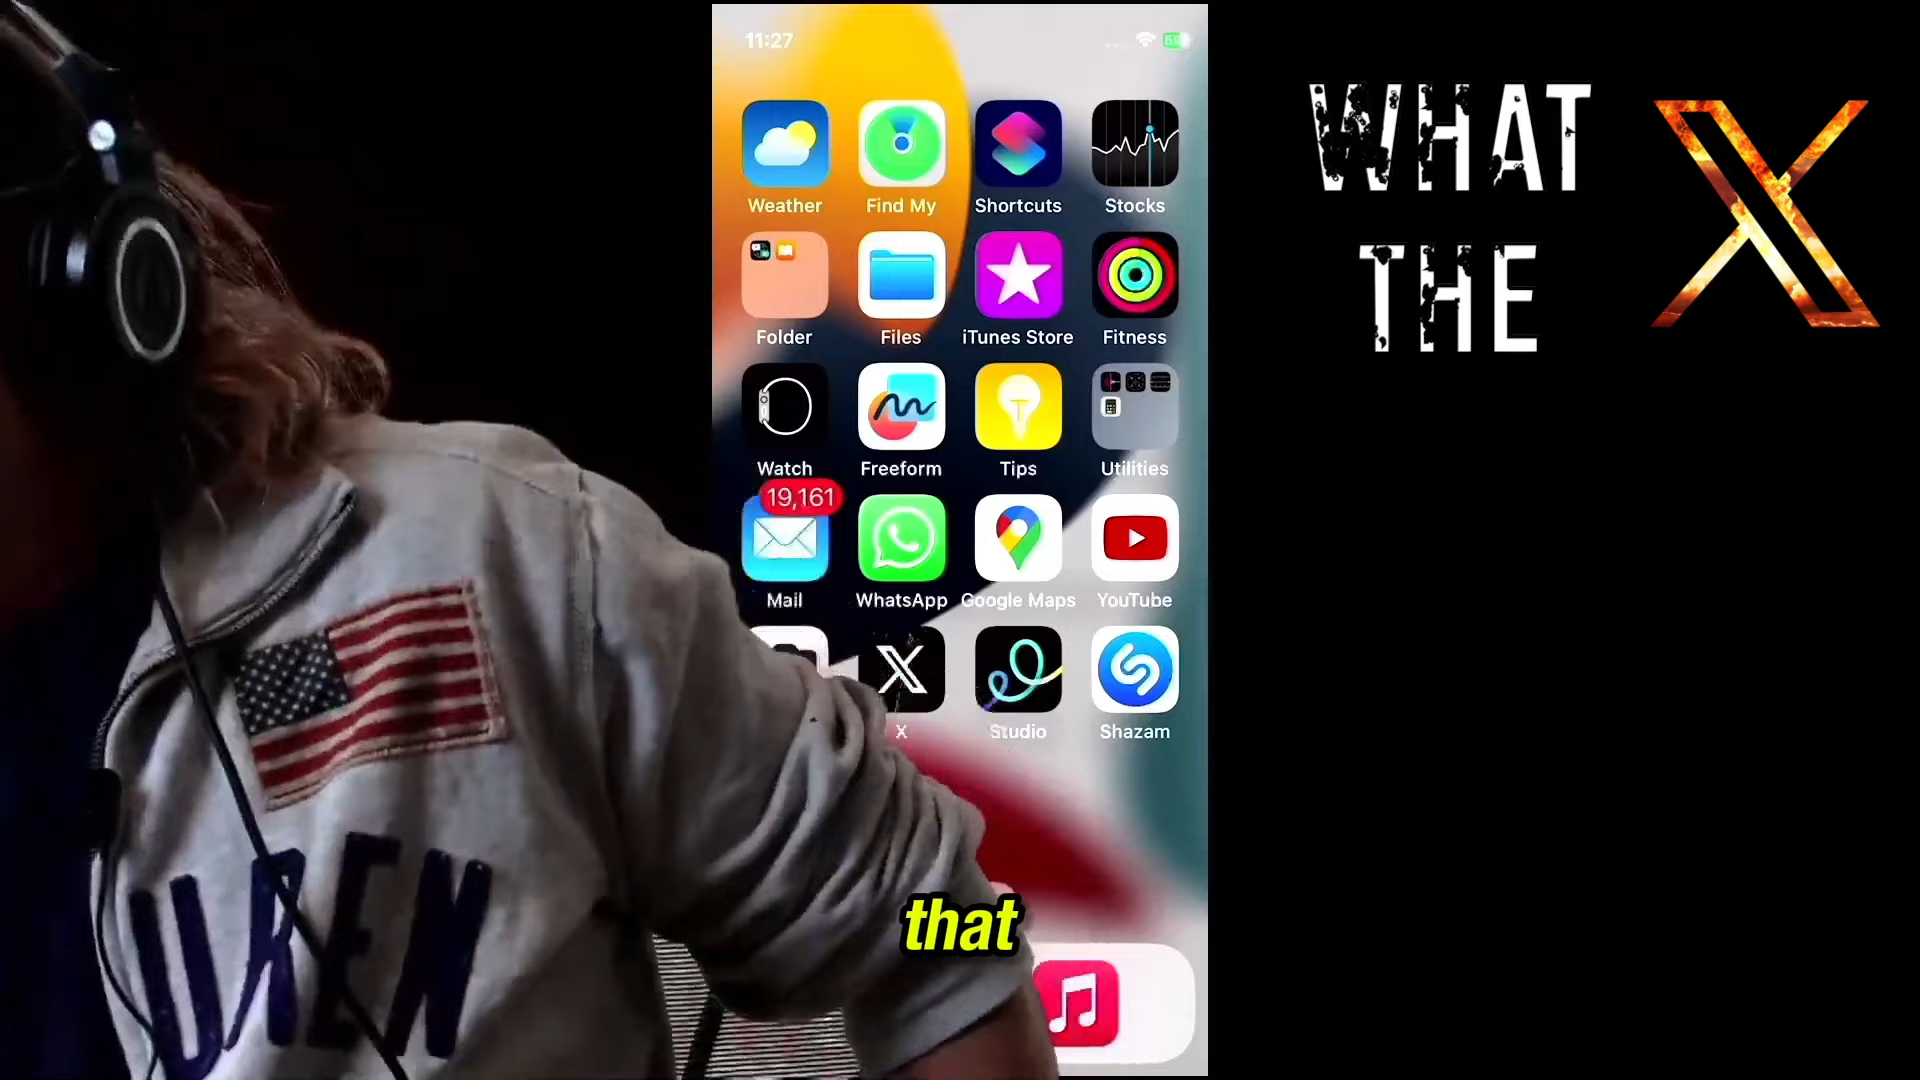 11:27
WHAT
THE
X
Weather
Find My
Shortcuts
Stocks
Folder
Files
iTunes Store
Fitness
Watch
Freeform
Tips
Utilities
19,161
Mail
WhatsApp
Google Maps
YouTube
X
Studio
Shazam
that